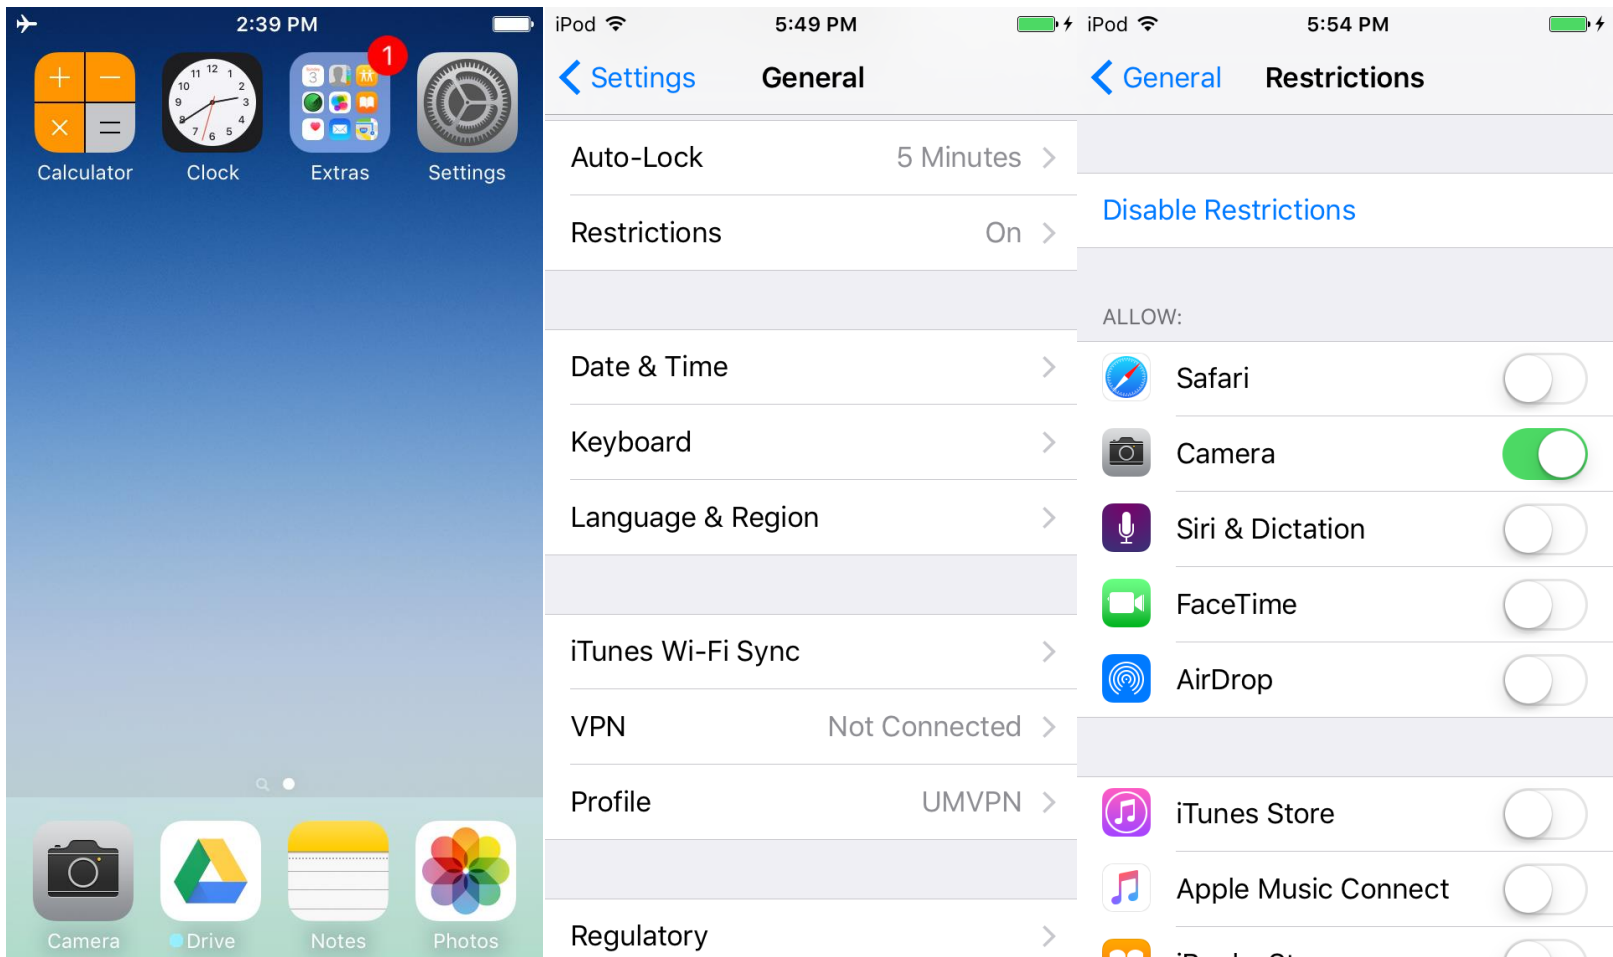 2:39 PM
1
Calculator
Clock
Extras
Settings
Camera
Drive
Notes
Photos
iPod
5:49 PM
Settings
General
Auto-Lock
5 Minutes
Restrictions
On
Date & Time
Keyboard
Language & Region
iTunes Wi-Fi Sync
VPN
Not Connected
Profile
UMVPN
Regulatory
iPod
5:54 PM
General
Restrictions
Disable Restrictions
ALLOW:
Safari
Camera
Siri & Dictation
FaceTime
AirDrop
iTunes Store
Apple Music Connect